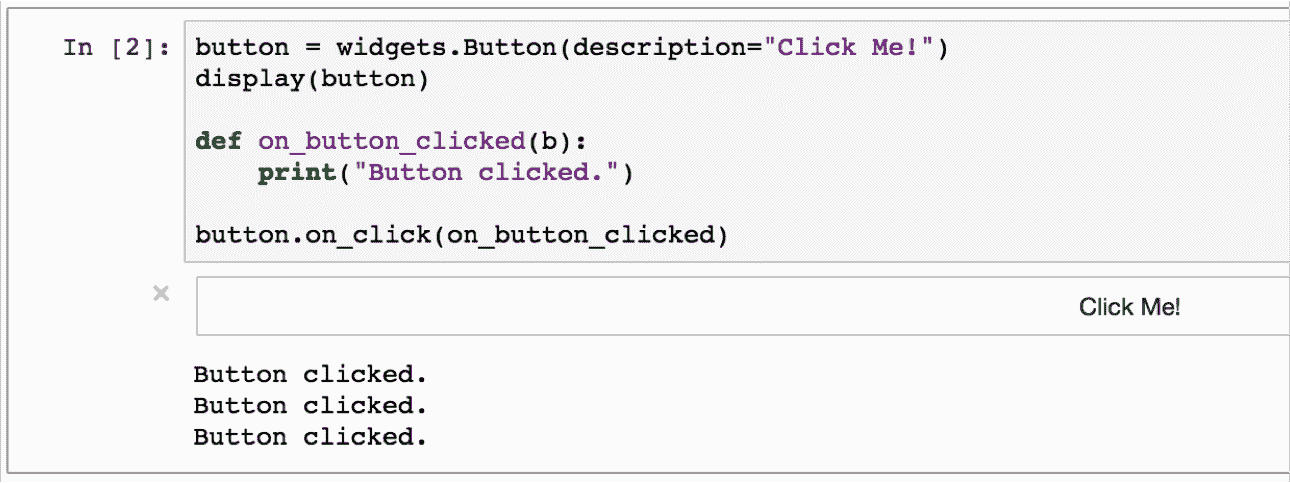 In [2]: button = widgets.Button(description="Click Me!")
display(button)

def on_button_clicked(b):
    print("Button clicked.")

button.on_click(on_button_clicked)
× Click Me!
Button clicked.
Button clicked.
Button clicked.